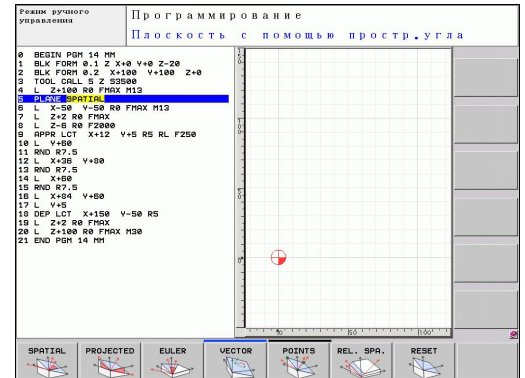 Режим ручного
управления
Программирование
Плоскость с помощью простр.угла
0 BEGIN PGM 14 MM
1 BLK FORM 0.1 Z X+0 Y+0 Z-20
2 BLK FORM 0.2 X+100 Y+100 Z+0
3 TOOL CALL 5 Z S3500
4 L Z+100 R0 FMAX M13
5 PLANE SPATIAL
6 L X-50 Y-50 R0 FMAX M13
7 L Z+2 R0 FMAX
8 L Z-6 R0 F2000
9 APPR LCT X+12 Y+5 R5 RL F250
10 L Y+60
11 RND R7.5
12 L X+36 Y+80
13 RND R7.5
14 L X+60
15 RND R7.5
16 L X+84 Y+60
17 L Y+5
18 DEP LCT X+150 Y-50 R5
19 L Z+2 R0 FMAX
20 L Z+100 R0 FMAX M30
21 END PGM 14 MM
50 100
SPATIAL PROJECTED EULER VECTOR POINTS REL. SPA. RESET